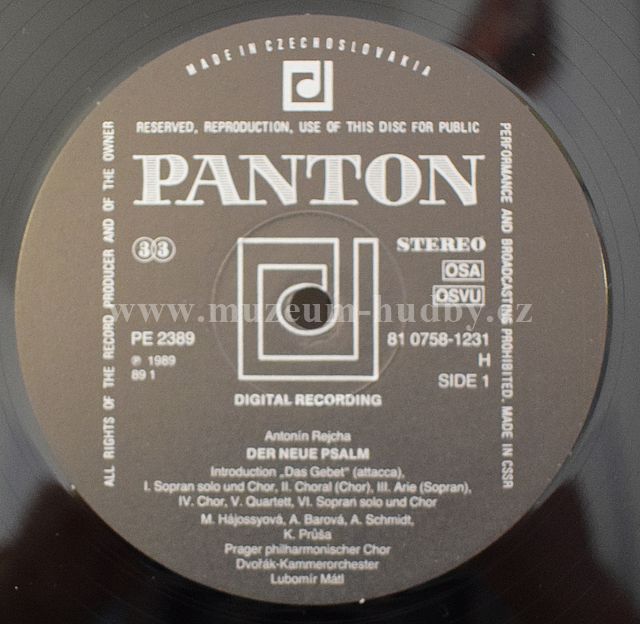 MADE IN CZECHOSLOVAKIA
RESERVED, REPRODUCTION, USE OF THIS DISC FOR PUBLIC
PERFORMANCE AND BROADCASTING PROHIBITED. MADE IN ČSSR
ALL RIGHTS OF THE RECORD PRODUCER AND OF THE OWNER
PANTON
33
STEREO
OSA
OSVU
www.muzeum-hudby.cz
PE 2389
81 0758-1231
℗ 1989
H
89 1
SIDE 1
DIGITAL RECORDING
Antonín Rejcha
DER NEUE PSALM
Introduction „Das Gebet" (attacca),
I. Sopran solo und Chor, II. Choral (Chor), III. Arie (Sopran),
IV. Chor, V. Quartett, VI. Sopran solo und Chor
M. Hájossyová, A. Barová, A. Schmidt,
K. Průša
Prager philharmonischer Chor
Dvořák-Kammerorchester
Lubomír Mátl